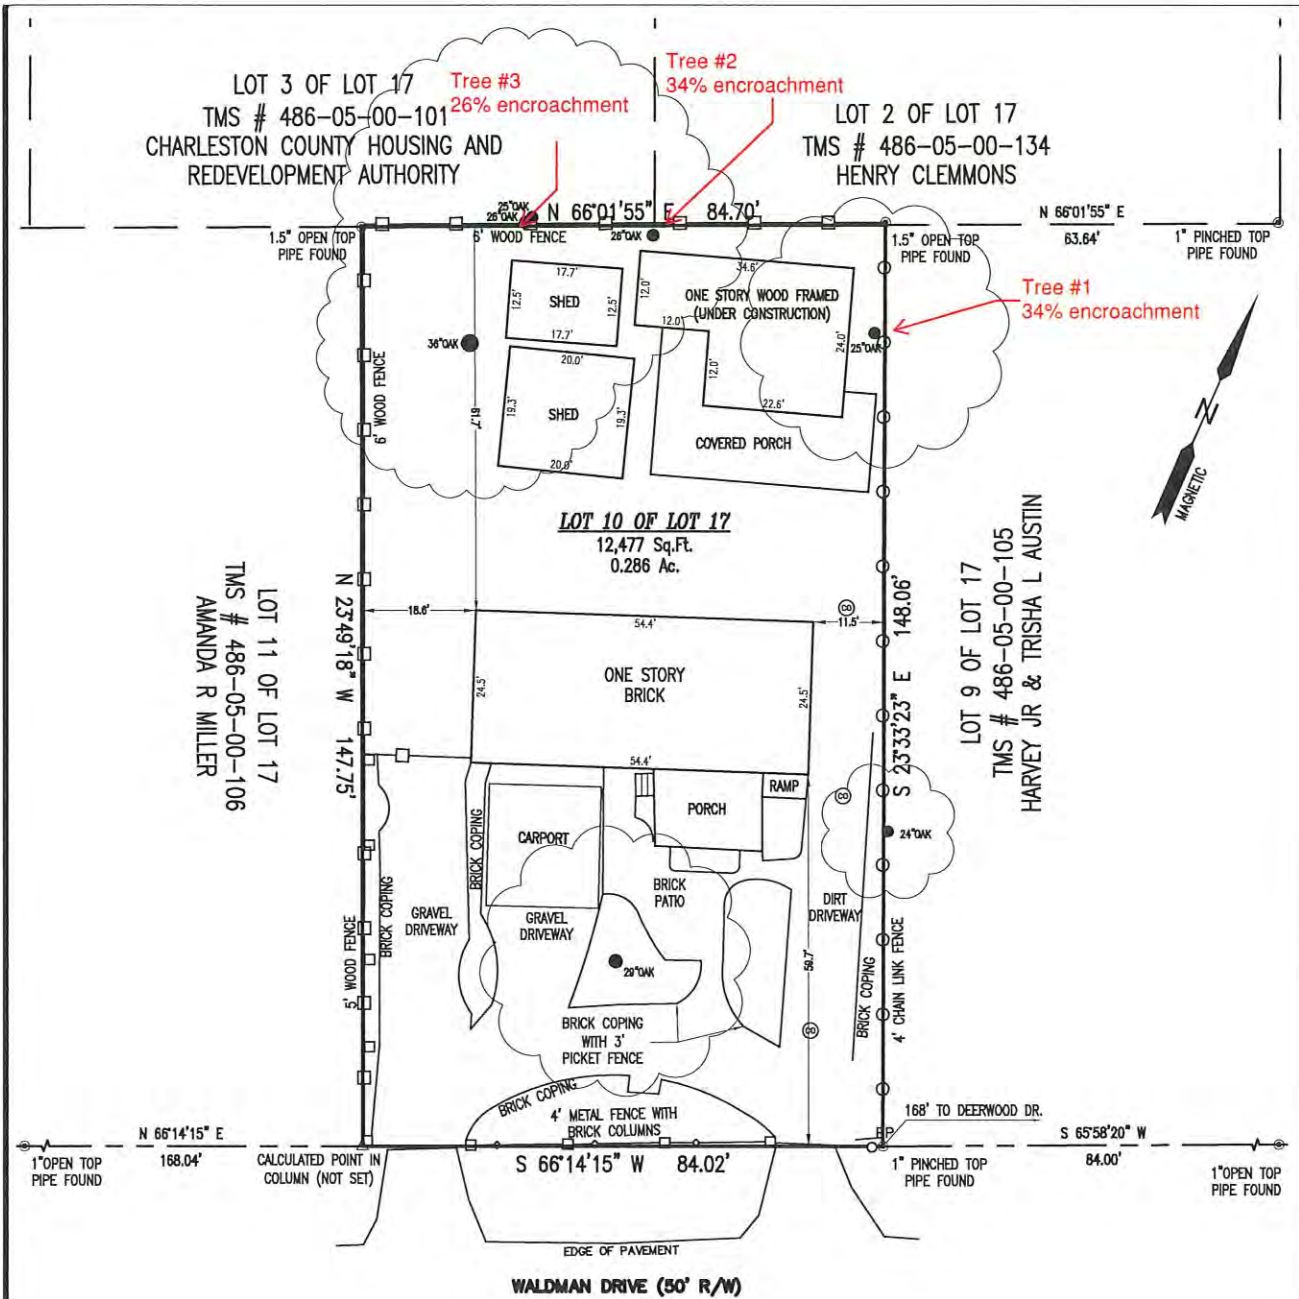 LOT 3 OF LOT 17
TMS # 486-05-00-101
CHARLESTON COUNTY HOUSING AND
REDEVELOPMENT AUTHORITY
Tree #3
26% encroachment
Tree #2
34% encroachment
LOT 2 OF LOT 17
TMS # 486-05-00-134
HENRY CLEMMONS
25"OAK
26"OAK
N 66°01'55" E 84.70'
N 66°01'55" E
63.64'
1.5" OPEN TOP
PIPE FOUND
6' WOOD FENCE
26"OAK
1.5" OPEN TOP
PIPE FOUND
1" PINCHED TOP
PIPE FOUND
17.7'
12.5'
SHED
12.5'
17.7'
34.6'
12.0'
ONE STORY WOOD FRAMED
(UNDER CONSTRUCTION)
12.0'
24.0'
12.0'
22.6'
Tree #1
34% encroachment
25"OAK
36"OAK
20.0'
19.3'
SHED
19.3'
20.0'
61.7'
6' WOOD FENCE
COVERED PORCH
N
MAGNETIC
LOT 10 OF LOT 17
12,477 Sq.Ft.
0.286 Ac.
LOT 11 OF LOT 17
TMS # 486-05-00-106
AMANDA R MILLER
N 23°49'18" W 147.75'
S 23°33'23" E 148.06'
LOT 9 OF LOT 17
TMS # 486-05-00-105
HARVEY JR & TRISHA L AUSTIN
18.6'
54.4'
11.5'
24.5'
ONE STORY
BRICK
24.5'
54.4'
RAMP
PORCH
CARPORT
BRICK COPING
BRICK COPING
24"OAK
BRICK
PATIO
DIRT
DRIVEWAY
GRAVEL
DRIVEWAY
GRAVEL
DRIVEWAY
5' WOOD FENCE
29"OAK
59.7'
BRICK COPING
4' CHAIN LINK FENCE
BRICK COPING
WITH 3'
PICKET FENCE
BRICK COPING
4' METAL FENCE WITH
BRICK COLUMNS
168' TO DEERWOOD DR.
N 66°14'15" E
168.04'
1"OPEN TOP
PIPE FOUND
CALCULATED POINT IN
COLUMN (NOT SET)
S 66°14'15" W 84.02'
1" PINCHED TOP
PIPE FOUND
S 65°58'20" W
84.00'
1"OPEN TOP
PIPE FOUND
EDGE OF PAVEMENT
WALDMAN DRIVE (50' R/W)